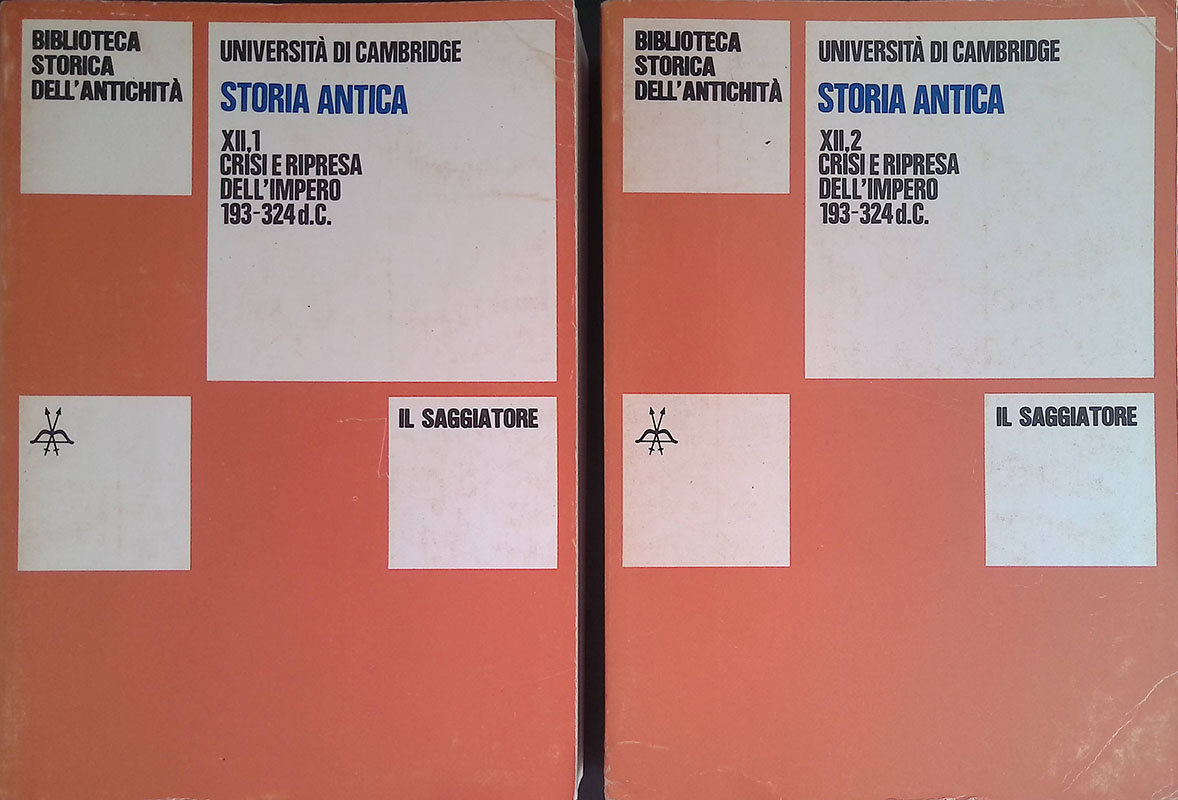 BIBLIOTECA
STORICA
DELL'ANTICHITÀ
UNIVERSITÀ DI CAMBRIDGE
STORIA ANTICA
XII,1
CRISI E RIPRESA
DELL'IMPERO
193-324 d.C.
IL SAGGIATORE
BIBLIOTECA
STORICA
DELL'ANTICHITÀ
UNIVERSITÀ DI CAMBRIDGE
STORIA ANTICA
XII,2
CRISI E RIPRESA
DELL'IMPERO
193-324 d.C.
IL SAGGIATORE